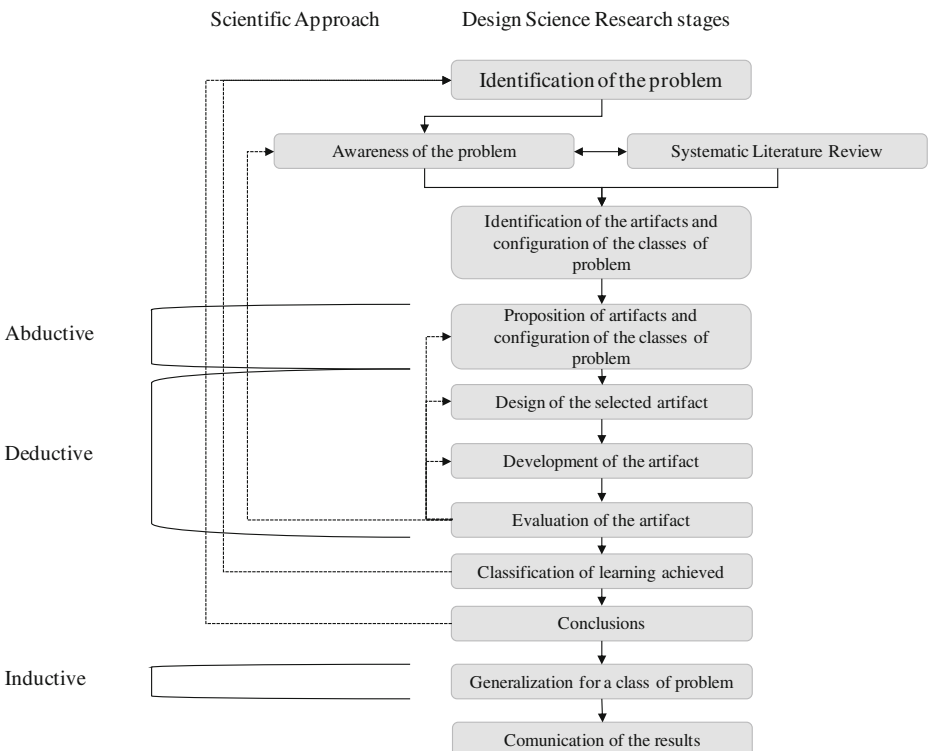 Scientific Approach
Design Science Research stages
Identification of the problem
Awareness of the problem
Systematic Literature Review
Identification of the artifacts and
configuration of the classes of
problem
Abductive
Proposition of artifacts and
configuration of the classes of
problem
Design of the selected artifact
Deductive
Development of the artifact
Evaluation of the artifact
Classification of learning achieved
Conclusions
Inductive
Generalization for a class of problem
Comunication of the results